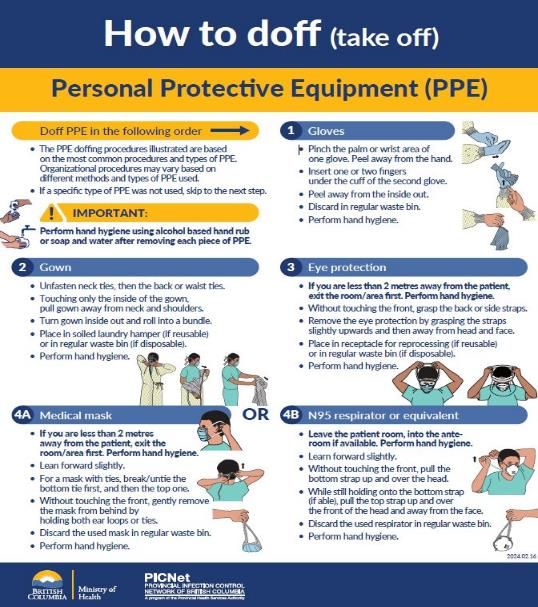 How to doff (take off)
Personal Protective Equipment (PPE)
Doff PPE in the following order
• The PPE doffing procedures illustrated are based
on the most common procedures and types of PPE.
Organizational procedures may vary based on
different methods and types of PPE used.
• If a specific type of PPE was not used, skip to the next step.
! IMPORTANT:
Perform hand hygiene using alcohol based hand rub
or soap and water after removing each piece of PPE.
1 Gloves
• Pinch the palm or wrist area of
one glove. Peel away from the hand.
• Insert one or two fingers
under the cuff of the second glove.
• Peel away from the inside out.
• Discard in regular waste bin.
• Perform hand hygiene.
2 Gown
• Unfasten neck ties, then the back or waist ties.
• Touching only the inside of the gown,
pull gown away from neck and shoulders.
• Turn gown inside out and roll into a bundle.
• Place in soiled laundry hamper (if reusable)
or in regular waste bin (if disposable).
• Perform hand hygiene.
3 Eye protection
• If you are less than 2 metres away from the patient,
exit the room/area first. Perform hand hygiene.
• Without touching the front, grasp the back or side straps.
• Remove the eye protection by grasping the straps
slightly upwards and then away from head and face.
• Place in receptacle for reprocessing (if reusable)
or in regular waste bin (if disposable).
• Perform hand hygiene.
4A Medical mask
• If you are less than 2 metres
away from the patient, exit the
room/area first. Perform hand hygiene.
• Lean forward slightly.
• For a mask with ties, break/untie the
bottom tie first, and then the top one.
• Without touching the front, gently remove
the mask from behind by
holding both ear loops or ties.
• Discard the used mask in regular waste bin.
• Perform hand hygiene.
OR
4B N95 respirator or equivalent
• Leave the patient room, into the ante-
room if available. Perform hand hygiene.
• Learn forward slightly.
• Without touching the front, pull the
bottom strap up and over the head.
• While still holding onto the bottom strap
(if able), pull the top strap up and over
the front of the head and away from the face.
• Discard the used respirator in regular waste bin.
• Perform hand hygiene.
2024.02.16
BRITISH
COLUMBIA
Ministry of
Health
PICNet
PROVINCIAL INFECTION CONTROL
NETWORK OF BRITISH COLUMBIA
A program of the Provincial Health Services Authority